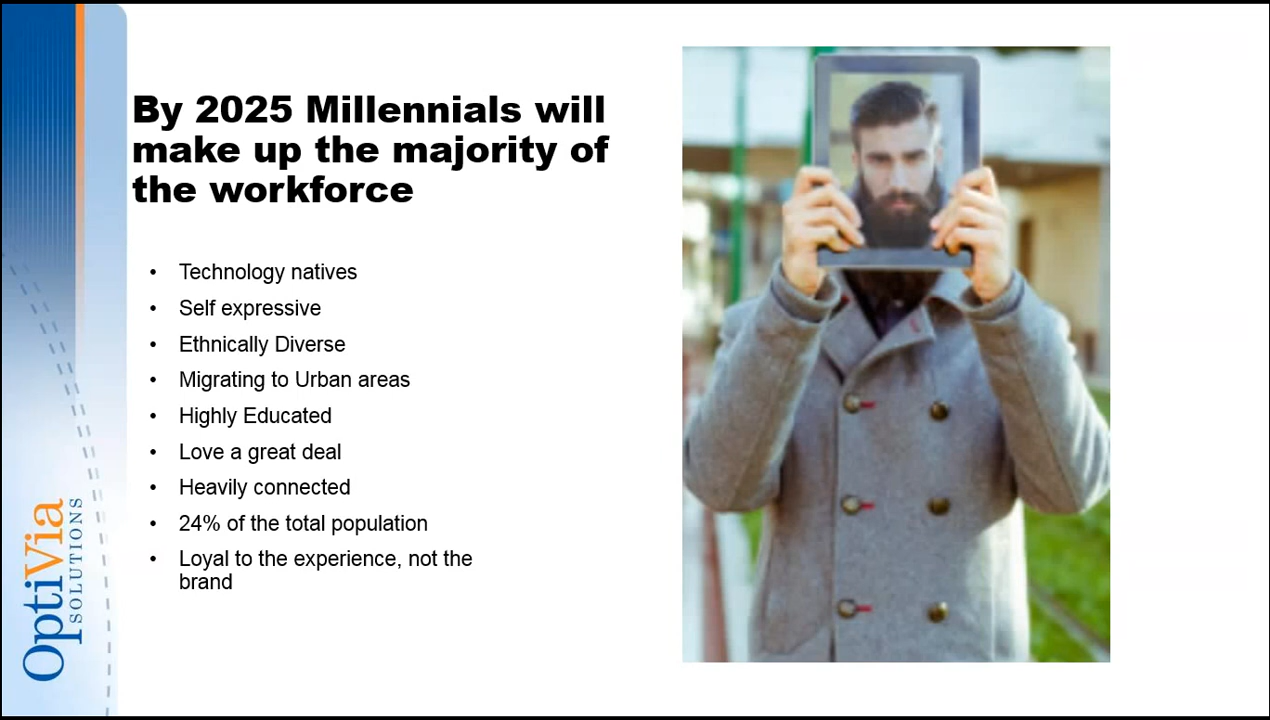 By 2025 Millennials will
make up the majority of
the workforce
• Technology natives
• Self expressive
• Ethnically Diverse
• Migrating to Urban areas
• Highly Educated
• Love a great deal
• Heavily connected
• 24% of the total population
• Loyal to the experience, not the
brand
OptiVia
SOLUTIONS